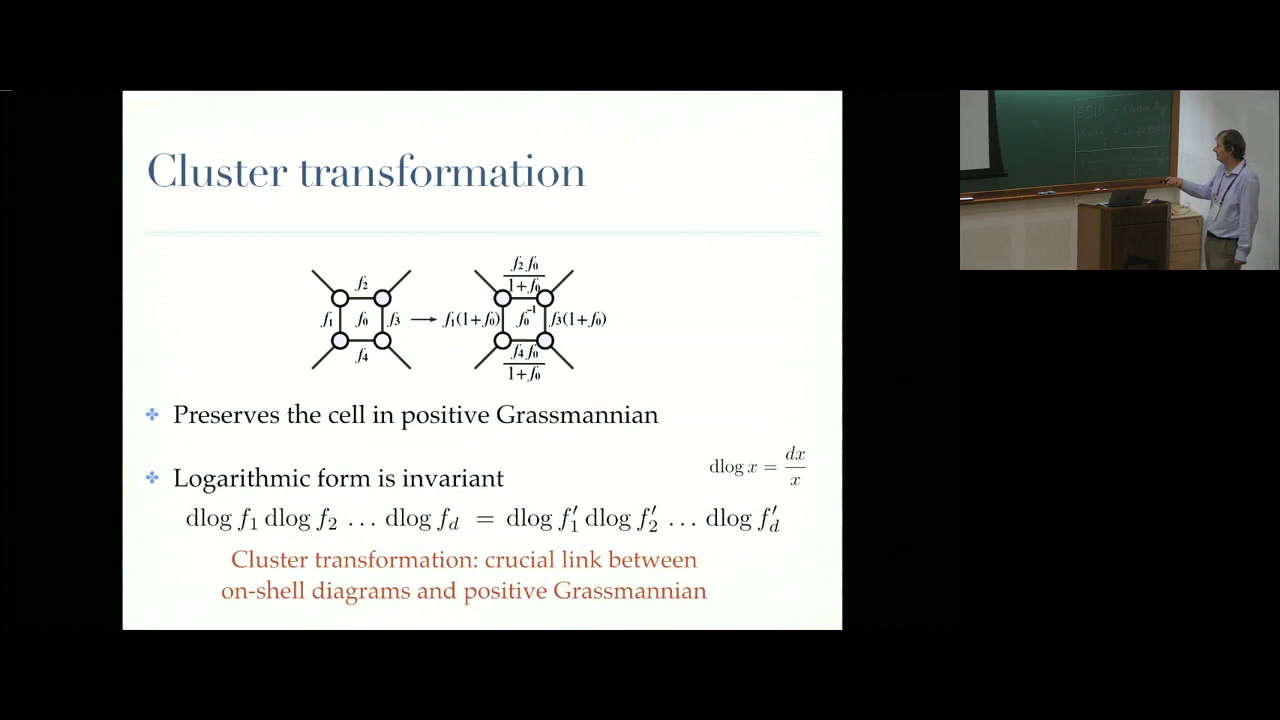 Cluster transformation
f₂
f₁ f₀ f₃
f₄
f₂ f₀
1+f₀
f₁(1+f₀) f₀⁻¹ f₃(1+f₀)
f₄ f₀
1+f₀
Preserves the cell in positive Grassmannian
Logarithmic form is invariant
dlog x = dx/x
dlog f₁ dlog f₂ … dlog f_d = dlog f′₁ dlog f′₂ … dlog f′_d
Cluster transformation: crucial link between
on-shell diagrams and positive Grassmannian